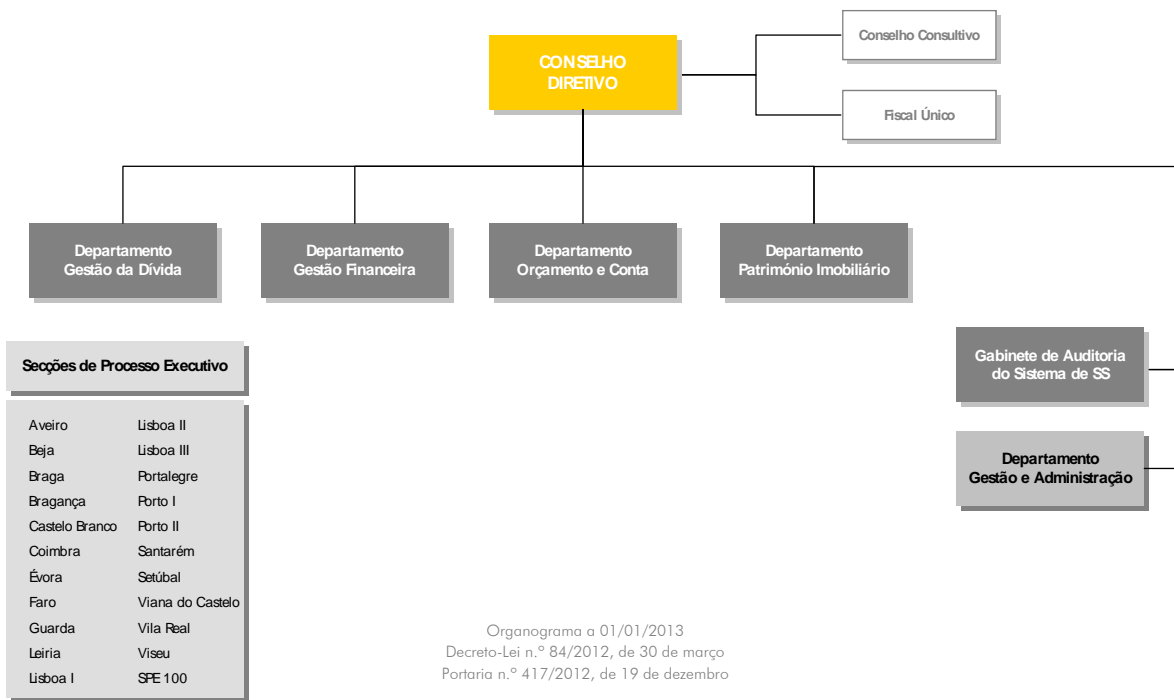 Conselho Consultivo
CONSELHO
DIRETIVO
Fiscal Único
Departamento
Gestão da Dívida
Departamento
Gestão Financeira
Departamento
Orçamento e Conta
Departamento
Património Imobiliário
Secções de Processo Executivo
Gabinete de Auditoria
do Sistema de SS
Departamento
Gestão e Administração
Aveiro
Beja
Braga
Bragança
Castelo Branco
Coimbra
Évora
Faro
Guarda
Leiria
Lisboa I
Lisboa II
Lisboa III
Portalegre
Porto I
Porto II
Santarém
Setúbal
Viana do Castelo
Vila Real
Viseu
SPE 100
Organograma a 01/01/2013
Decreto-Lei n.º 84/2012, de 30 de março
Portaria n.º 417/2012, de 19 de dezembro